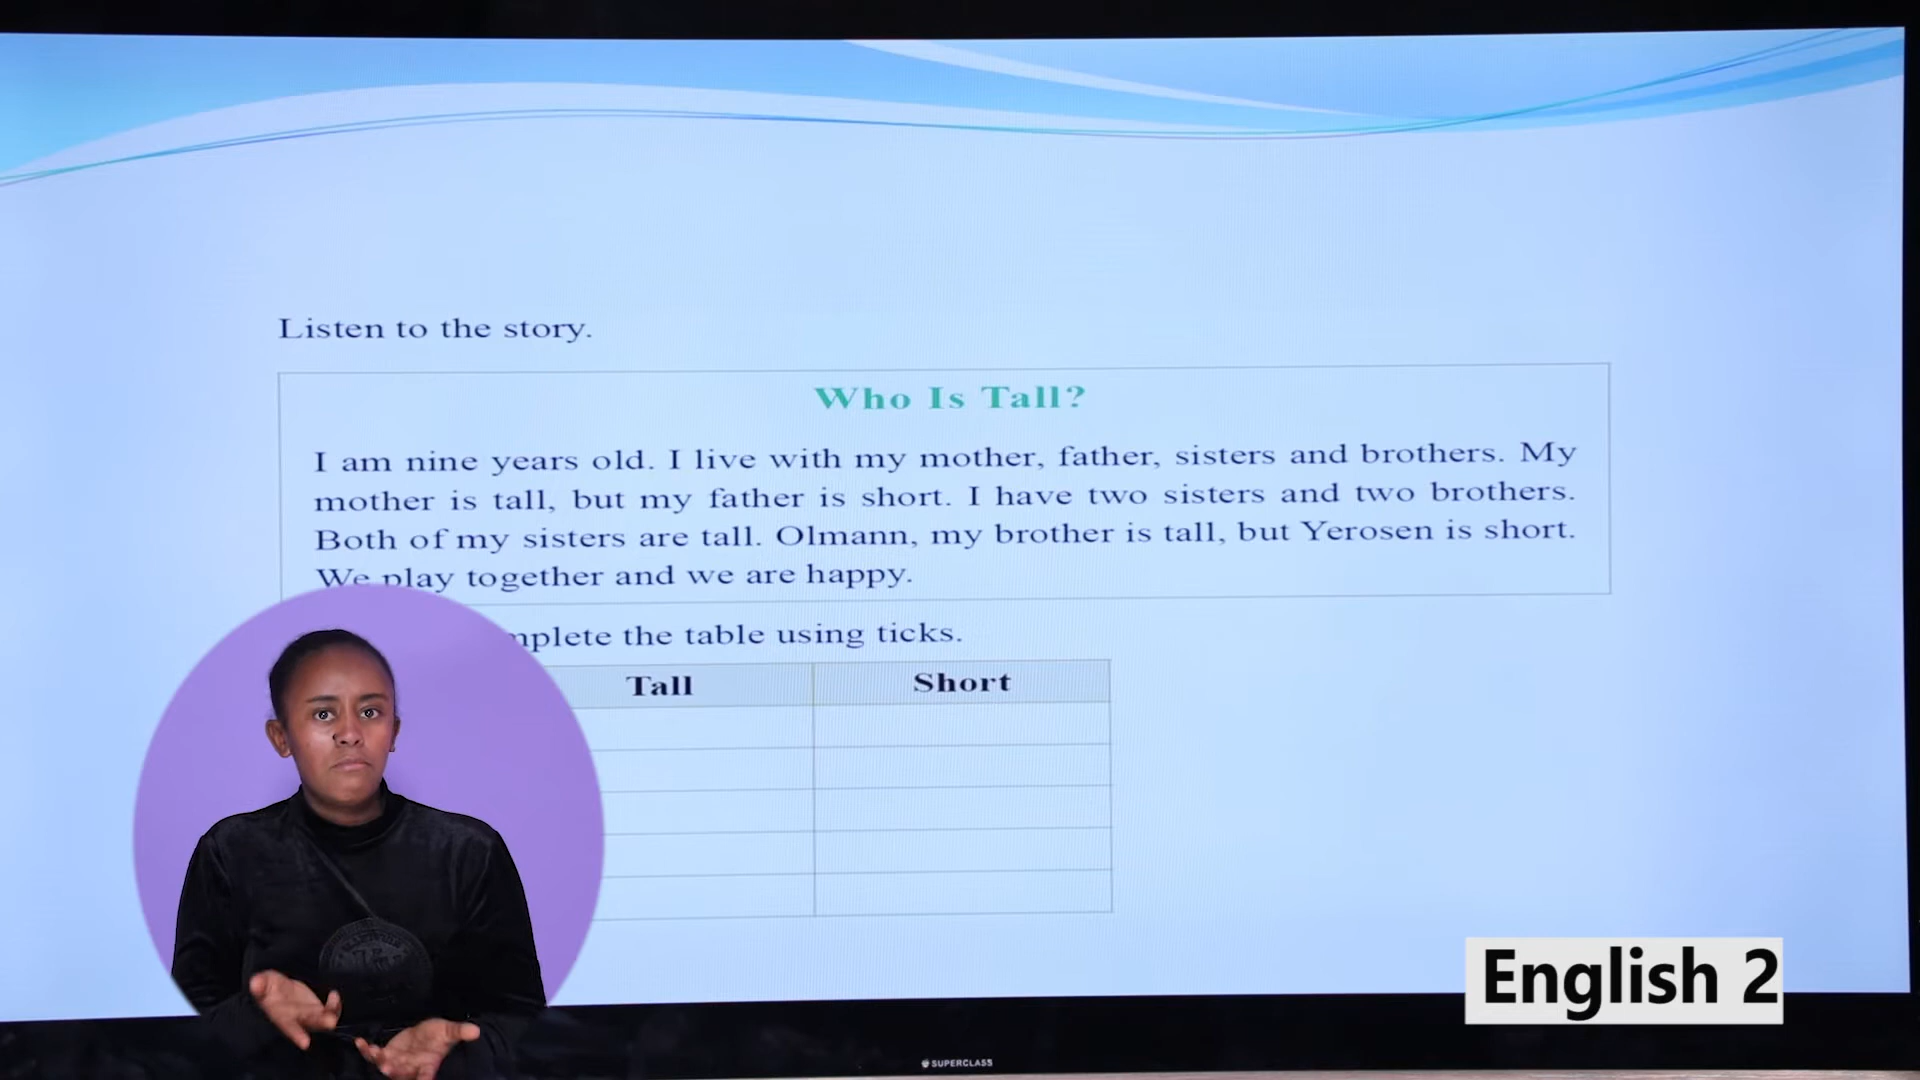 Listen to the story.
Who Is Tall?
I am nine years old. I live with my mother, father, sisters and brothers. My
mother is tall, but my father is short. I have two sisters and two brothers.
Both of my sisters are tall. Olmann, my brother is tall, but Yerosen is short.
We play together and we are happy.
the table using ticks.
Tall Short
English 2
SUPERCLASS